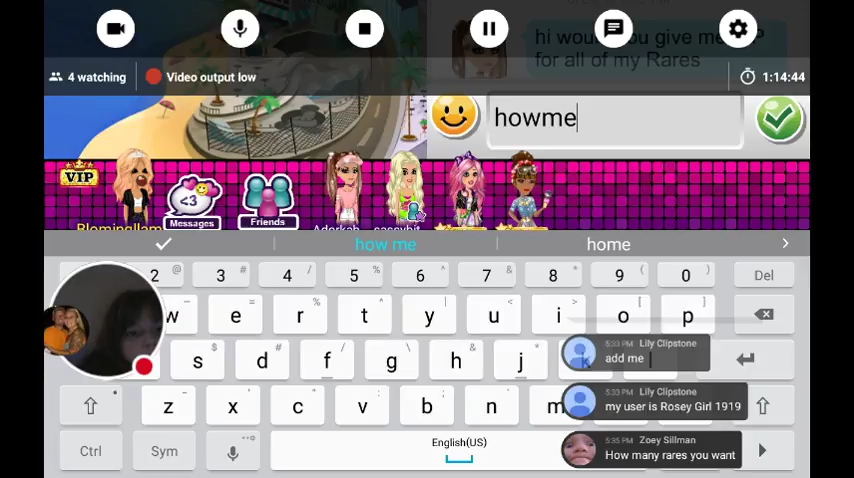 hi would you give me
for all of my Rares
4 watching
Video output low
1:14:44
howme
VIP
<3
Messages
Friends
how me
home
2 @ 3 # 4 / 5 % 6 ^ 7 & 8 * 9 ( 0 ) Del
w e = r % t ^ y u < i > o [ p ]
s $ d # f / g h & j *
5:33 PM Lily Clipstone
add me
z x c v b n m
5:33 PM Lily Clipstone
my user is Rosey Girl 1919
Ctrl
Sym
English(US)
5:35 PM Zoey Sillman
How many rares you want